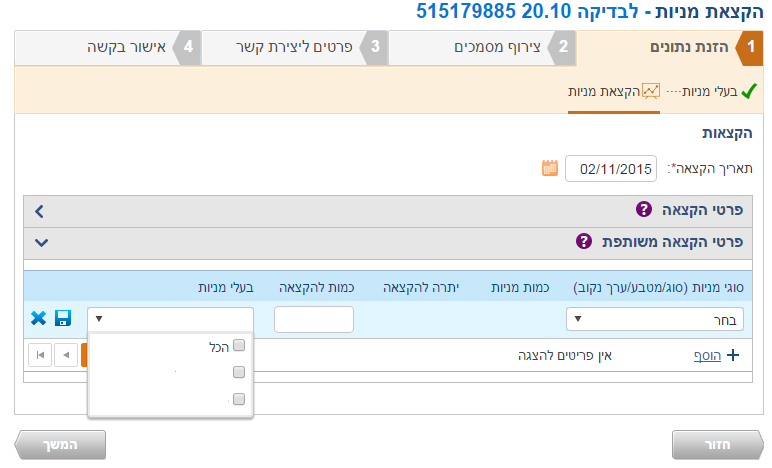 הקצאת מניות - לבדיקה 20.10 515179885
1 הזנת נתונים 2 צירוף מסמכים 3 פרטים ליצירת קשר 4 אישור בקשה
בעלי מניות הקצאת מניות
הקצאות
תאריך הקצאה*: 02/11/2015
פרטי הקצאה ?
פרטי הקצאה משותפת ?
סוגי מניות (סוג/מטבע/ערך נקוב) כמות מניות יתרה להקצאה כמות להקצאה בעלי מניות
בחר
הוסף אין פריטים להצגה
הכל
חזור המשך